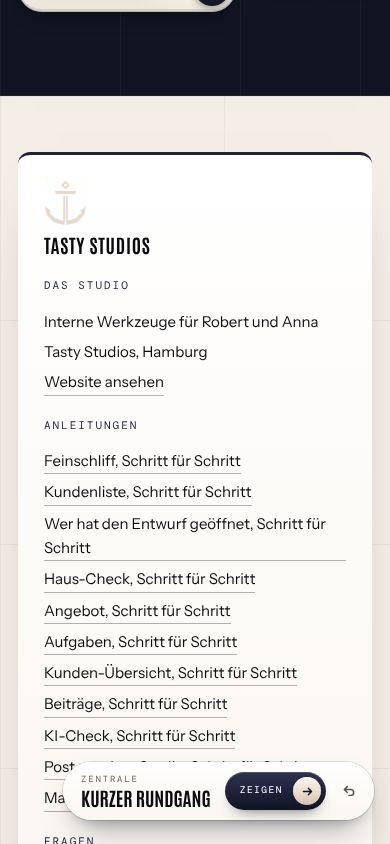 TASTY STUDIOS
DAS STUDIO
Interne Werkzeuge für Robert und Anna
Tasty Studios, Hamburg
Website ansehen
ANLEITUNGEN
Feinschliff, Schritt für Schritt
Kundenliste, Schritt für Schritt
Wer hat den Entwurf geöffnet, Schritt für
Schritt
Haus-Check, Schritt für Schritt
Angebot, Schritt für Schritt
Aufgaben, Schritt für Schritt
Kunden-Übersicht, Schritt für Schritt
Beiträge, Schritt für Schritt
KI-Check, Schritt für Schritt
ZENTRALE
KURZER RUNDGANG
ZEIGEN
FRAGEN